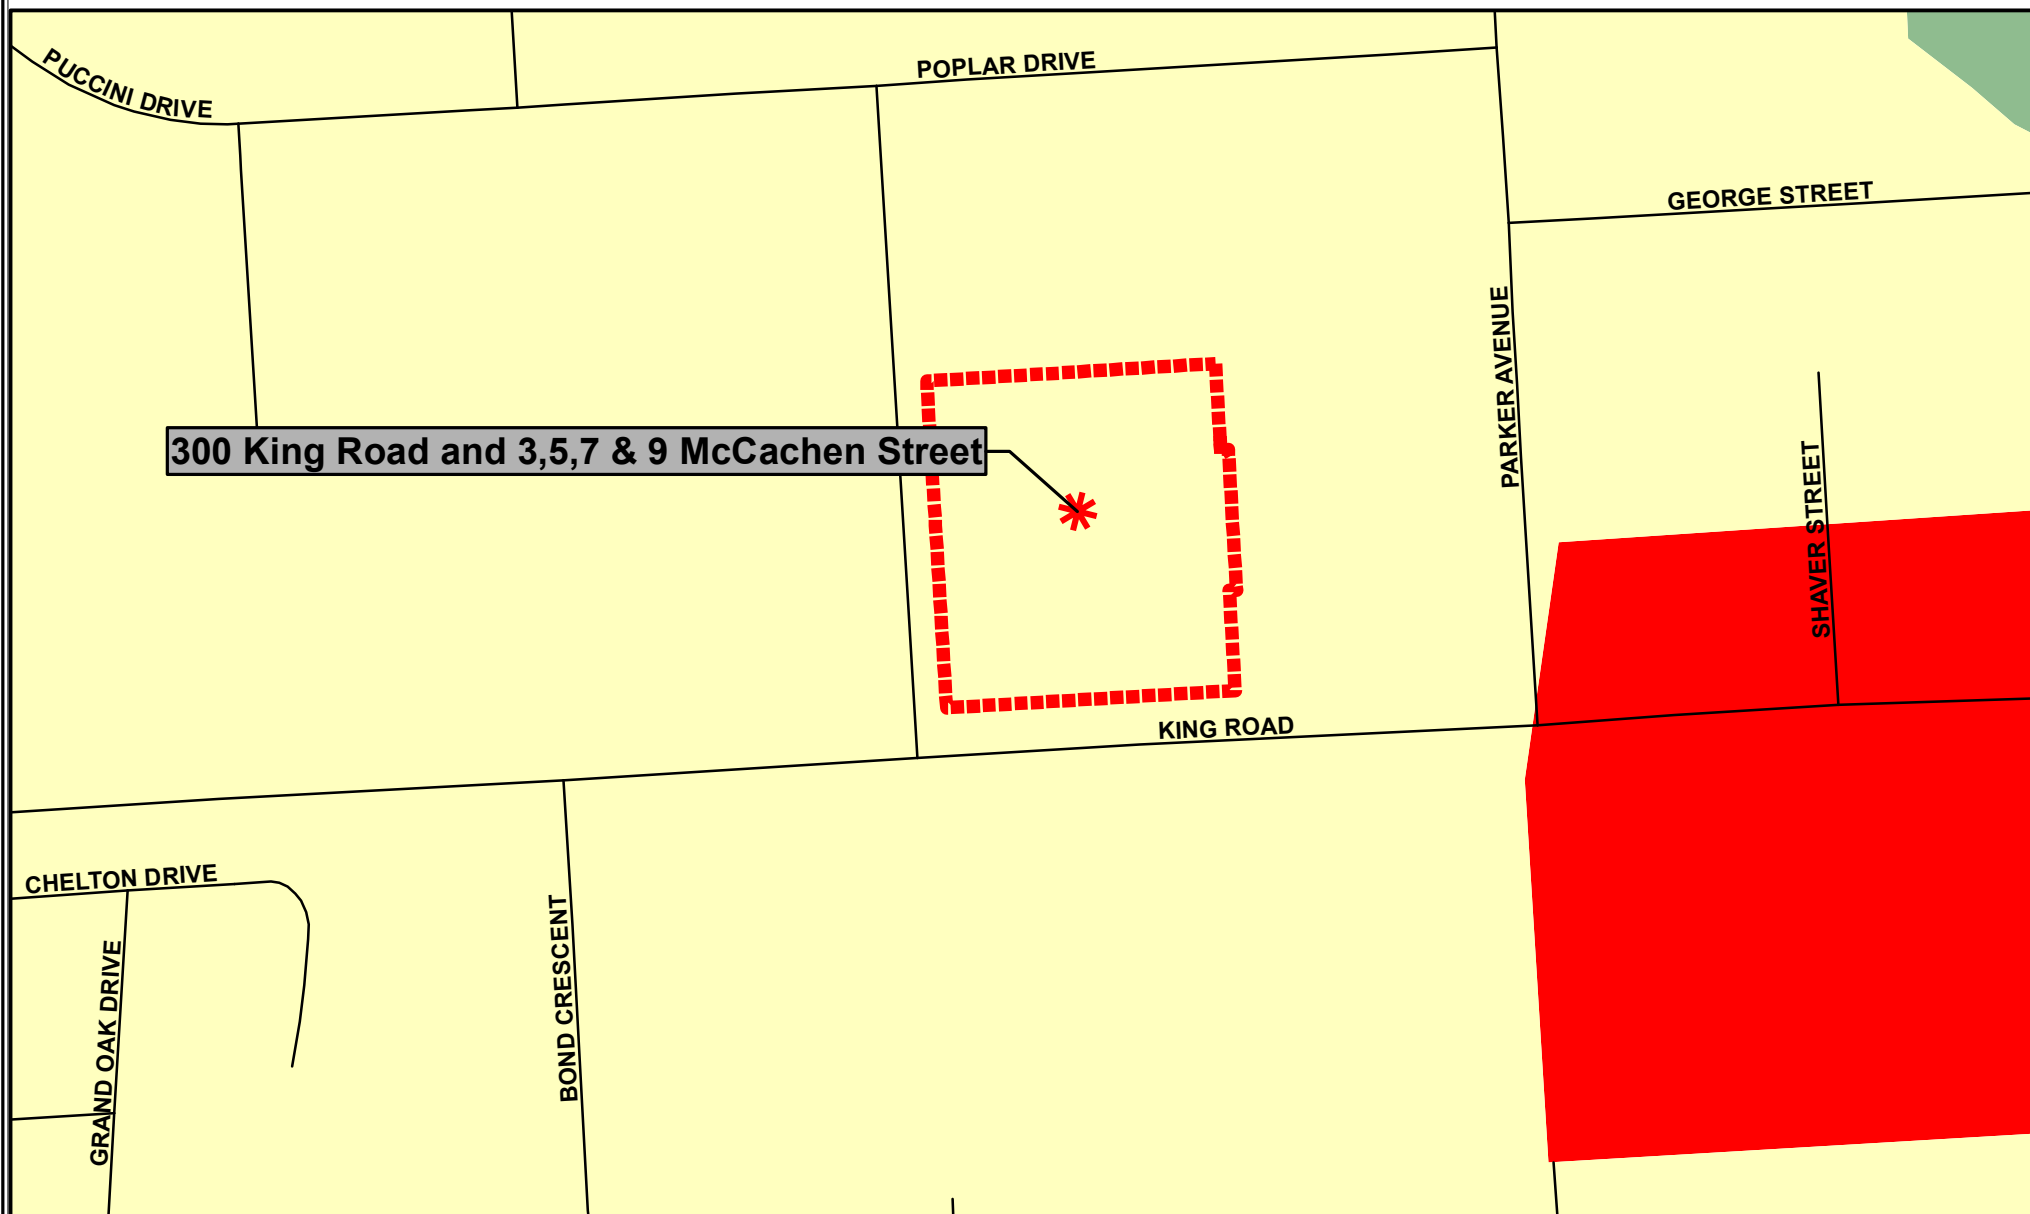 PUCCINI DRIVE
POPLAR DRIVE
GEORGE STREET
PARKER AVENUE
300 King Road and 3,5,7 & 9 McCachen Street
SHAVER STREET
KING ROAD
CHELTON DRIVE
BOND CRESCENT
GRAND OAK DRIVE